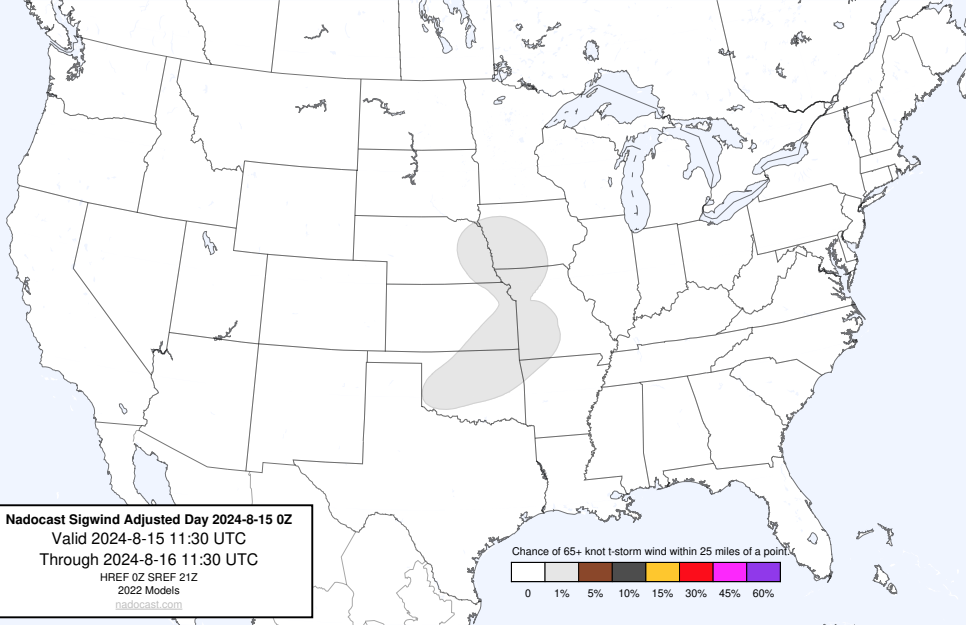 Nadocast Sigwind Adjusted Day 2024-8-15 0Z
Valid 2024-8-15 11:30 UTC
Through 2024-8-16 11:30 UTC
HREF 0Z SREF 21Z
2022 Models
nadocast.com
Chance of 65+ knot t-storm wind within 25 miles of a point.
0 1% 5% 10% 15% 30% 45% 60%